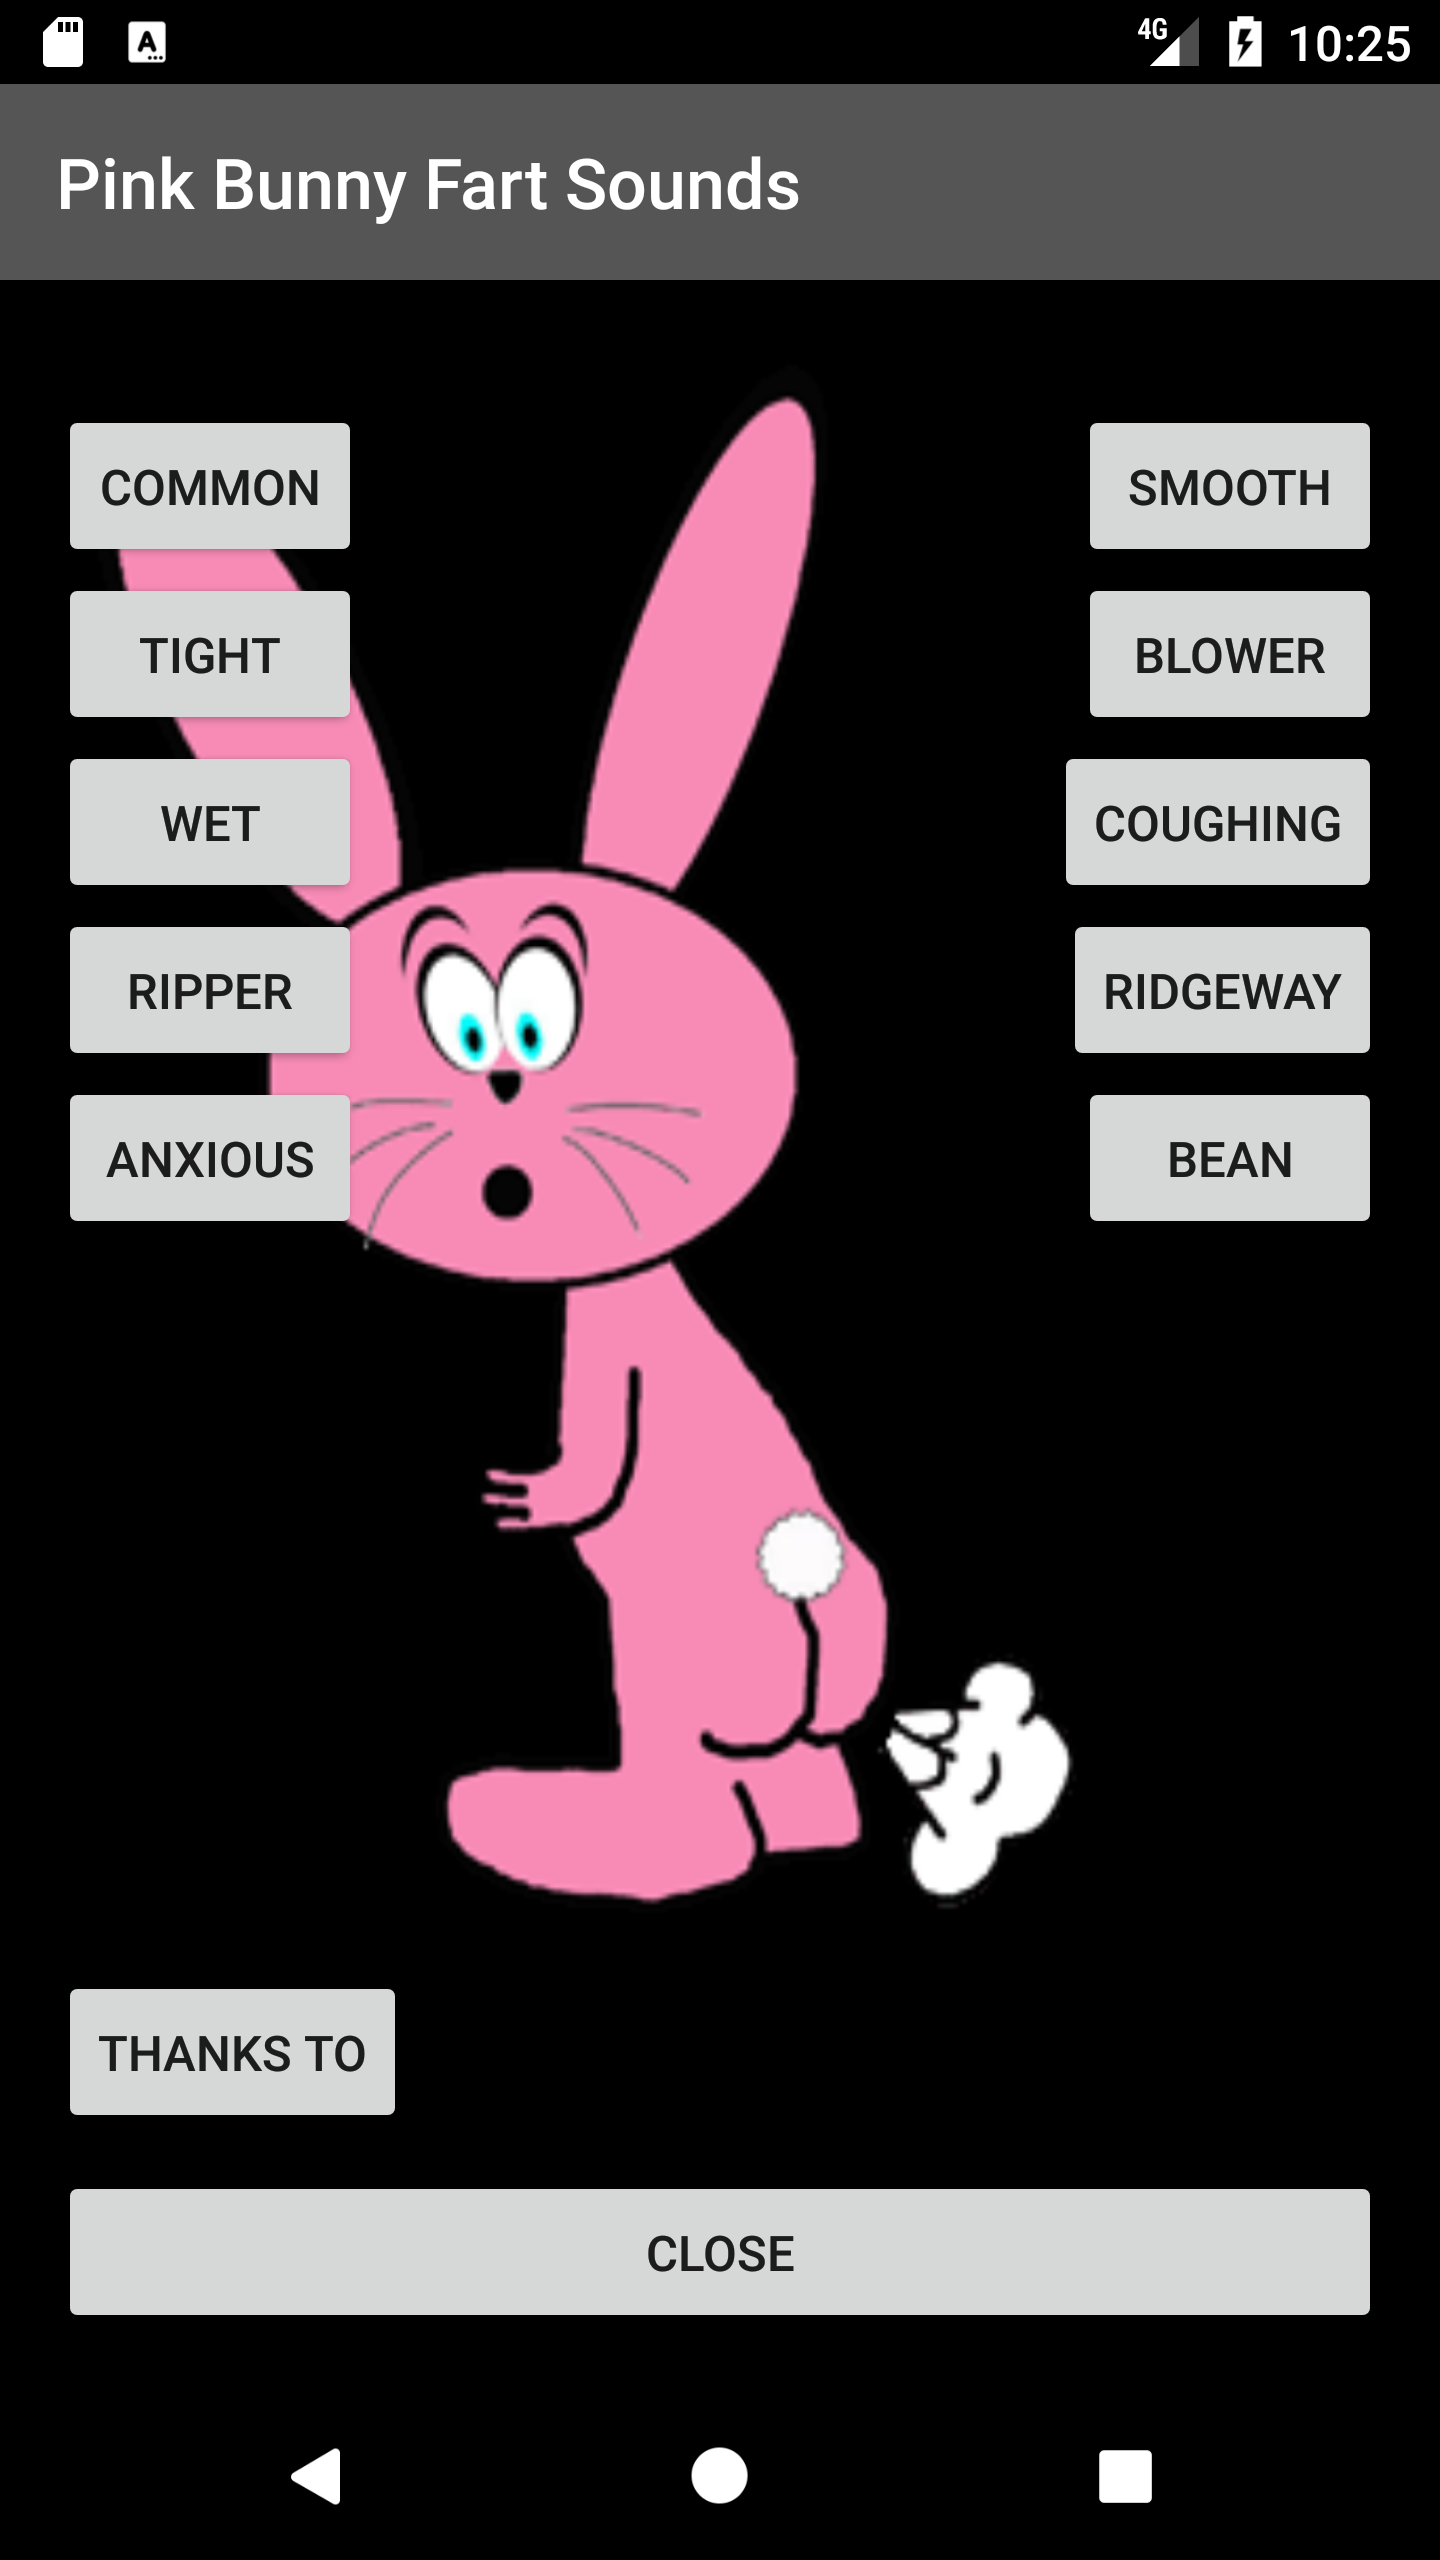 4G 10:25
Pink Bunny Fart Sounds
COMMON
SMOOTH
TIGHT
BLOWER
WET
COUGHING
RIPPER
RIDGEWAY
ANXIOUS
BEAN
THANKS TO
CLOSE